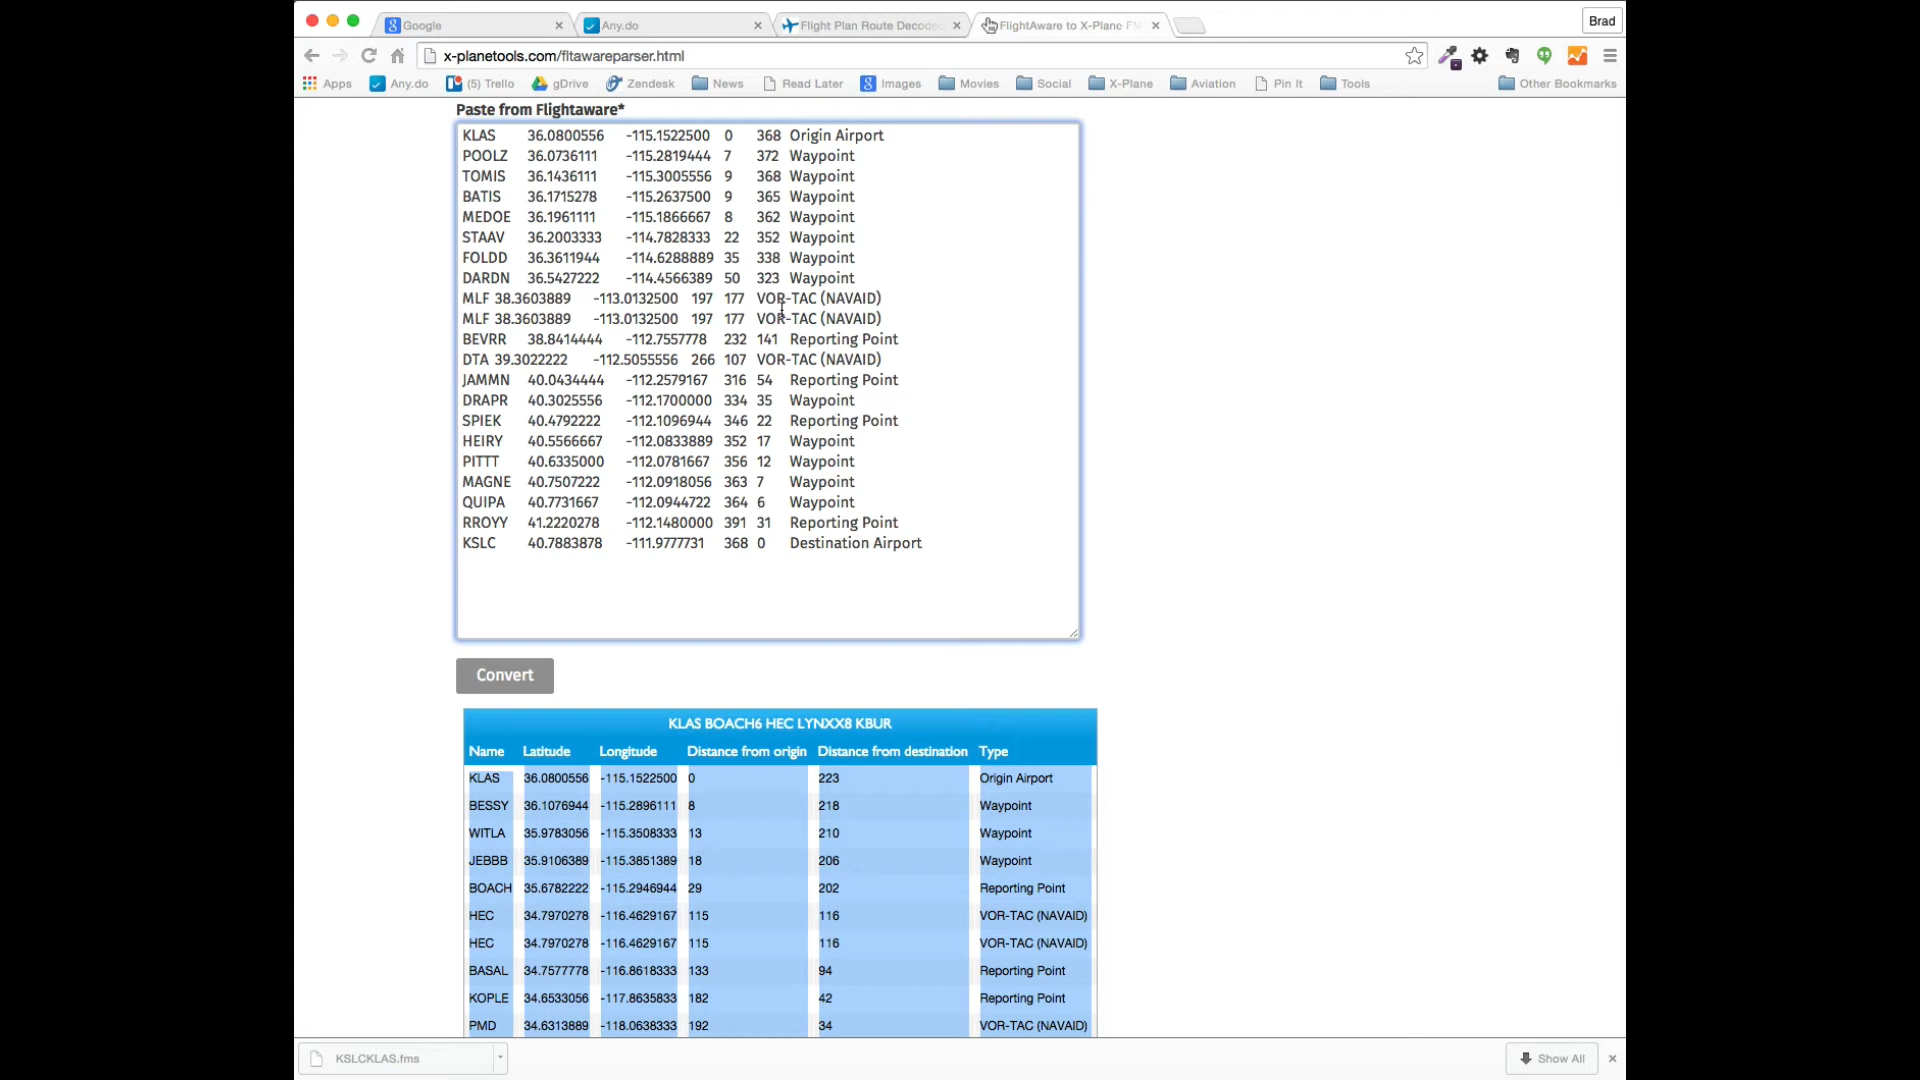 Google
Any.do
Flight Plan Route Decode
FlightAware to X-Plane FM
Brad
x-planetools.com/fltawareparser.html
Apps Any.do (5) Trello gDrive Zendesk News Read Later Images Movies Social X-Plane Aviation Pin It Tools Other Bookmarks
Paste from Flightaware*
KLAS 36.0800556 -115.1522500 0 368 Origin Airport
POOLZ 36.0736111 -115.2819444 7 372 Waypoint
TOMIS 36.1436111 -115.3005556 9 368 Waypoint
BATIS 36.1715278 -115.2637500 9 365 Waypoint
MEDOE 36.1961111 -115.1866667 8 362 Waypoint
STAAV 36.2003333 -114.7828333 22 352 Waypoint
FOLDD 36.3611944 -114.6288889 35 338 Waypoint
DARDN 36.5427222 -114.4566389 50 323 Waypoint
MLF 38.3603889 -113.0132500 197 177 VOR-TAC (NAVAID)
MLF 38.3603889 -113.0132500 197 177 VOR-TAC (NAVAID)
BEVRR 38.8414444 -112.7557778 232 141 Reporting Point
DTA 39.3022222 -112.5055556 266 107 VOR-TAC (NAVAID)
JAMMN 40.0434444 -112.2579167 316 54 Reporting Point
DRAPR 40.3025556 -112.1700000 334 35 Waypoint
SPIEK 40.4792222 -112.1096944 346 22 Reporting Point
HEIRY 40.5566667 -112.0833889 352 17 Waypoint
PITTT 40.6335000 -112.0781667 356 12 Waypoint
MAGNE 40.7507222 -112.0918056 363 7 Waypoint
QUIPA 40.7731667 -112.0944722 364 6 Waypoint
RROYY 41.2220278 -112.1480000 391 31 Reporting Point
KSLC 40.7883878 -111.9777731 368 0 Destination Airport
Convert
KLAS BOACH6 HEC LYNXX8 KBUR
Name Latitude Longitude Distance from origin Distance from destination Type
KLAS 36.0800556 -115.1522500 0 223 Origin Airport
BESSY 36.1076944 -115.2896111 8 218 Waypoint
WITLA 35.9783056 -115.3508333 13 210 Waypoint
JEBBB 35.9106389 -115.3851389 18 206 Waypoint
BOACH 35.6782222 -115.2946944 29 202 Reporting Point
HEC 34.7970278 -116.4629167 115 116 VOR-TAC (NAVAID)
HEC 34.7970278 -116.4629167 115 116 VOR-TAC (NAVAID)
BASAL 34.7577778 -116.8618333 133 94 Reporting Point
KOPLE 34.6533056 -117.8635833 182 42 Reporting Point
PMD 34.6313889 -118.0638333 192 34 VOR-TAC (NAVAID)
KSLCKLAS.fms
Show All